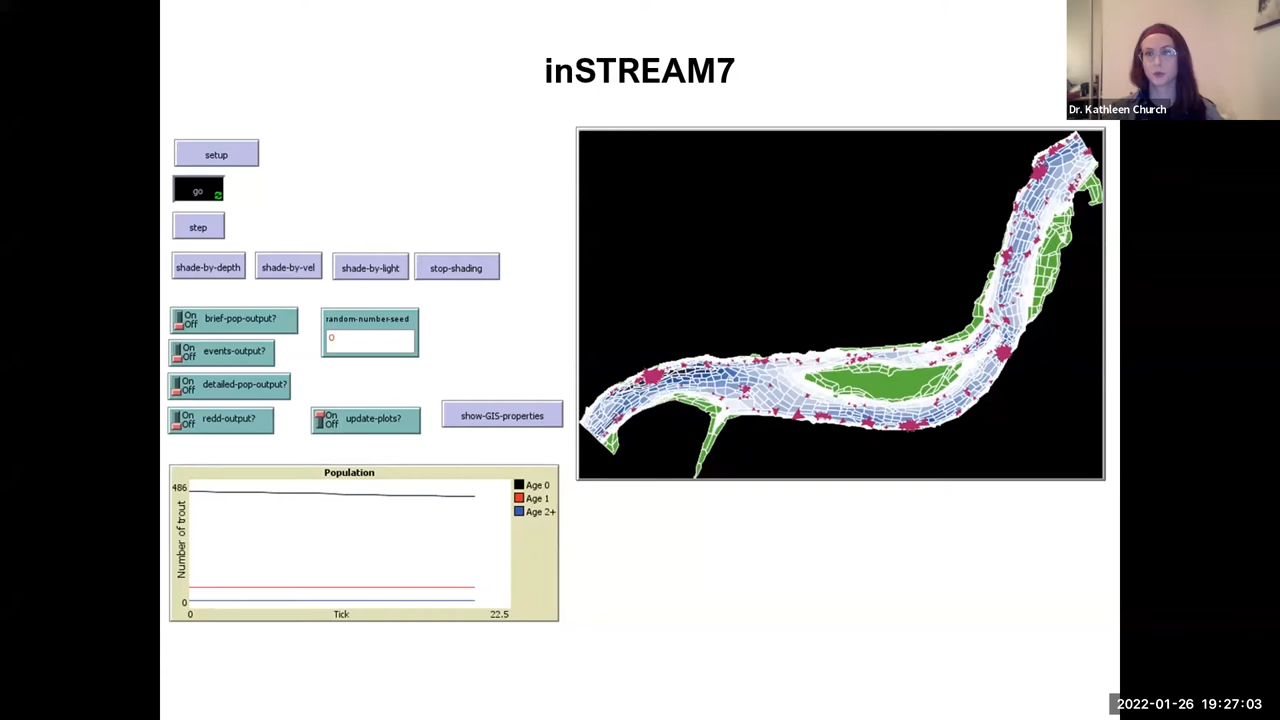 inSTREAM7
Dr. Kathleen Church
setup
go
step
shade-by-depth
shade-by-vel
shade-by-light
stop-shading
On
Off
brief-pop-output?
random-number-seed
0
On
Off
events-output?
On
Off
detailed-pop-output?
On
Off
redd-output?
On
Off
update-plots?
show-GIS-properties
Population
486
Number of trout
0
0
Tick
22.5
Age 0
Age 1
Age 2+
2022-01-26 19:27:03